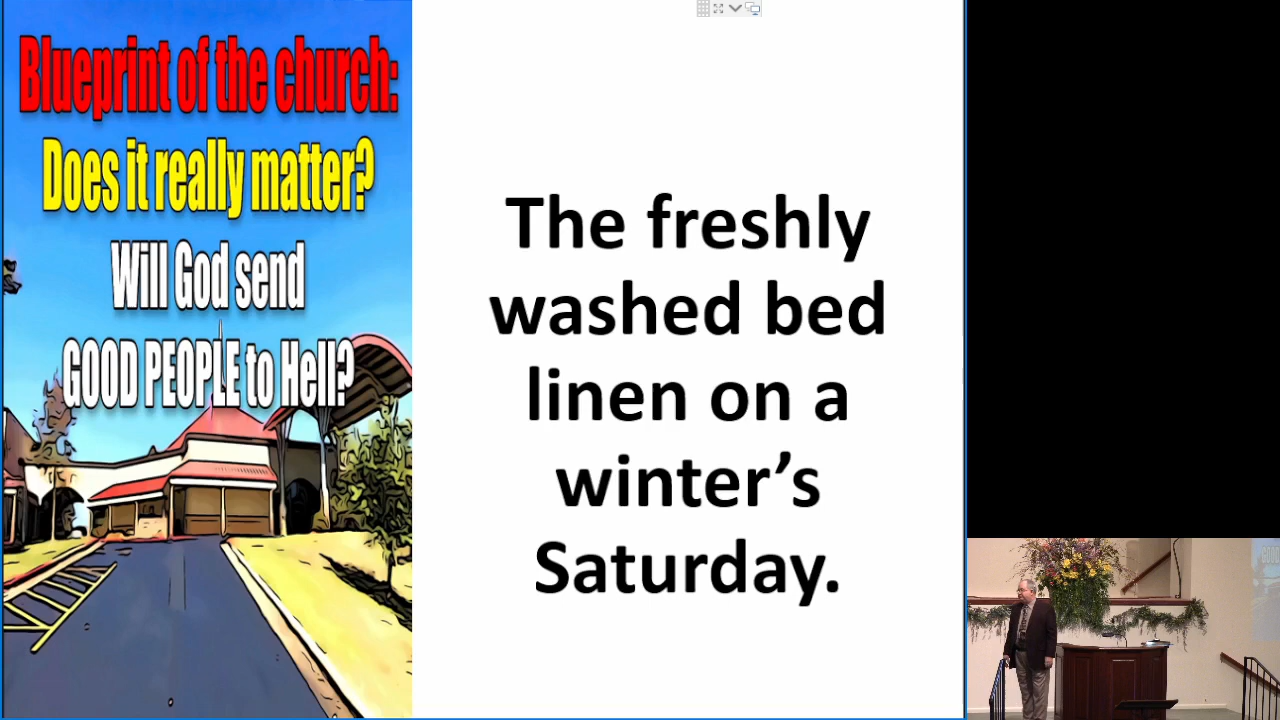 Blueprint of the church:
Does it really matter?
Will God send
GOOD PEOPLE to Hell?
The freshly
washed bed
linen on a
winter’s
Saturday.